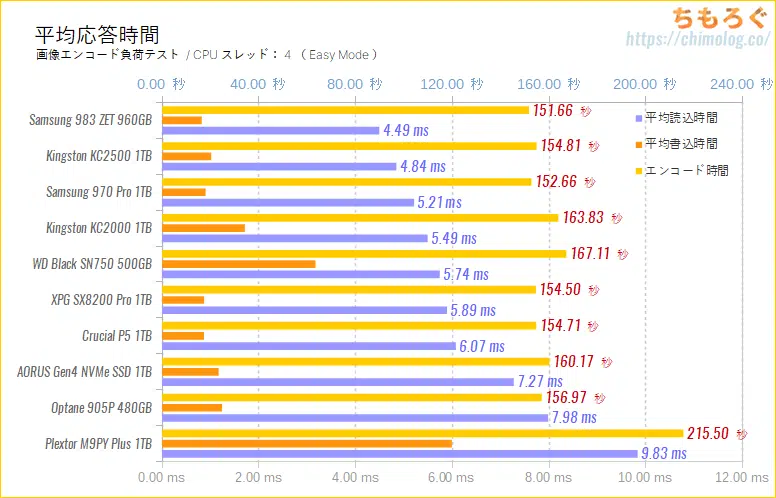 ちもろぐ
https://chimolog.co/
平均応答時間
画像エンコード負荷テスト / CPU スレッド： 4 （ Easy Mode ）
0.00 秒 40.00 秒 80.00 秒 120.00 秒 160.00 秒 200.00 秒 240.00 秒
平均読込時間
平均書込時間
エンコード時間
Samsung 983 ZET 960GB 151.66 秒
4.49 ms
Kingston KC2500 1TB 154.81 秒
4.84 ms
Samsung 970 Pro 1TB 152.66 秒
5.21 ms
Kingston KC2000 1TB 163.83 秒
5.49 ms
WD Black SN750 500GB 167.11 秒
5.74 ms
XPG SX8200 Pro 1TB 154.50 秒
5.89 ms
Crucial P5 1TB 154.71 秒
6.07 ms
AORUS Gen4 NVMe SSD 1TB 160.17 秒
7.27 ms
Optane 905P 480GB 156.97 秒
7.98 ms
Plextor M9PY Plus 1TB 215.50 秒
9.83 ms
0.00 ms 2.00 ms 4.00 ms 6.00 ms 8.00 ms 10.00 ms 12.00 ms